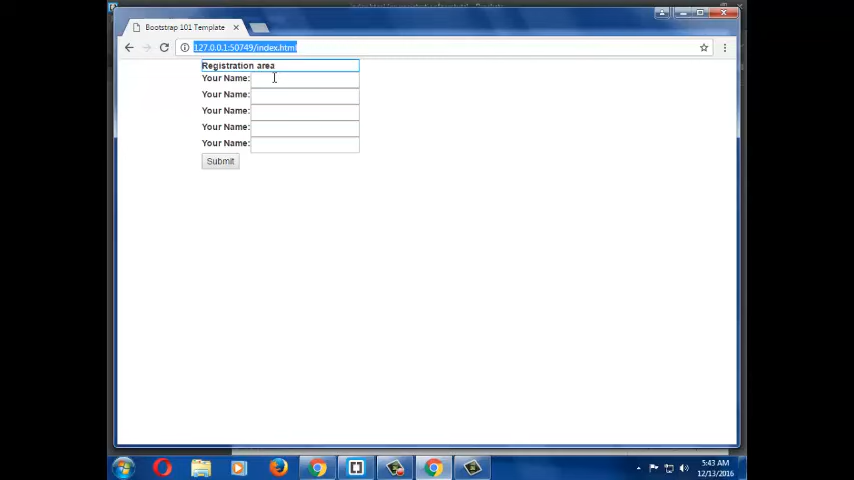 Bootstrap 101 Template
127.0.0.1:50749/index.html
Registration area
Your Name:
Your Name:
Your Name:
Your Name:
Your Name:
Submit
5:43 AM
12/13/2016